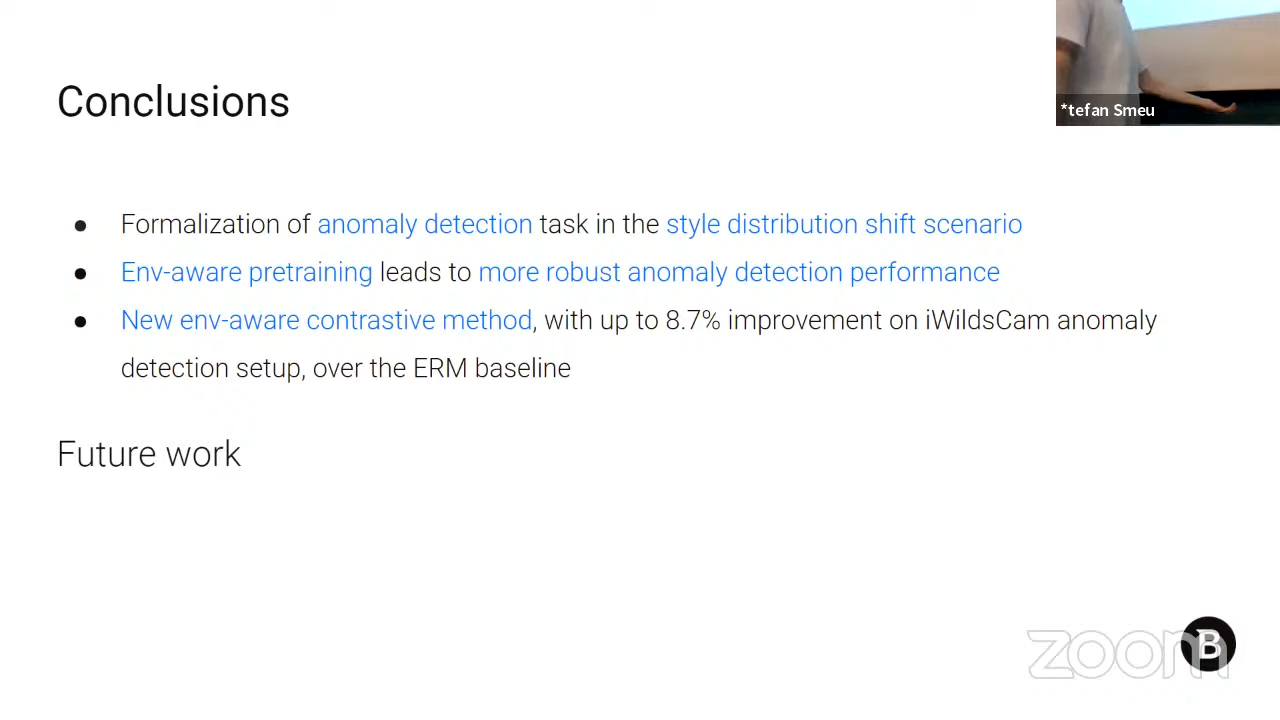 Conclusions
*tefan Smeu
● Formalization of anomaly detection task in the style distribution shift scenario
● Env-aware pretraining leads to more robust anomaly detection performance
● New env-aware contrastive method, with up to 8.7% improvement on iWildsCam anomaly
detection setup, over the ERM baseline
Future work
zoom
B